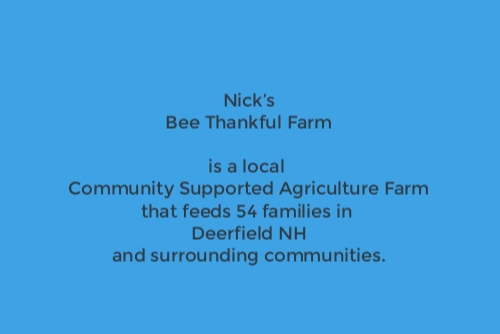 Nick's
Bee Thankful Farm
is a local
Community Supported Agriculture Farm
that feeds 54 families in
Deerfield NH
and surrounding communities.